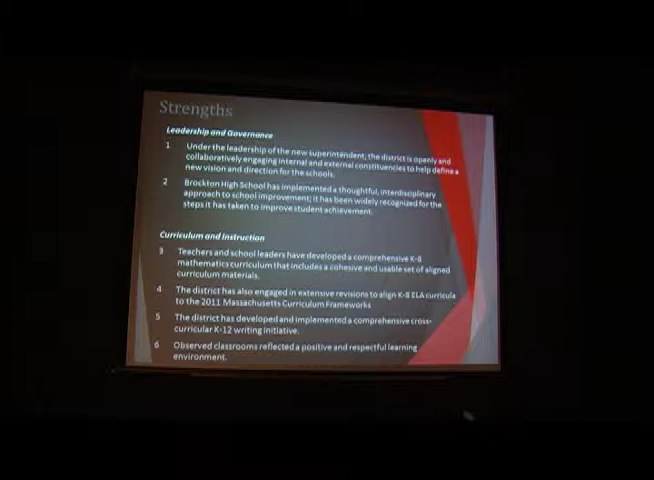 Strengths
Leadership and Governance
1 Under the leadership of the new superintendent, the district is openly and
collaboratively engaging internal and external constituencies to help define a
new vision and direction for the schools.
2 Brockton High School has implemented a thoughtful, interdisciplinary
approach to school improvement; it has been widely recognized for the
steps it has taken to improve student achievement.
Curriculum and Instruction
3 Teachers and school leaders have developed a comprehensive K-8
mathematics curriculum that includes a cohesive and usable set of aligned
curriculum materials.
4 The district has also engaged in extensive revisions to align K-8 ELA curricula
to the 2011 Massachusetts Curriculum Frameworks
5 The district has developed and implemented a comprehensive cross-
curricular K-12 writing initiative.
6 Observed classrooms reflected a positive and respectful learning
environment.